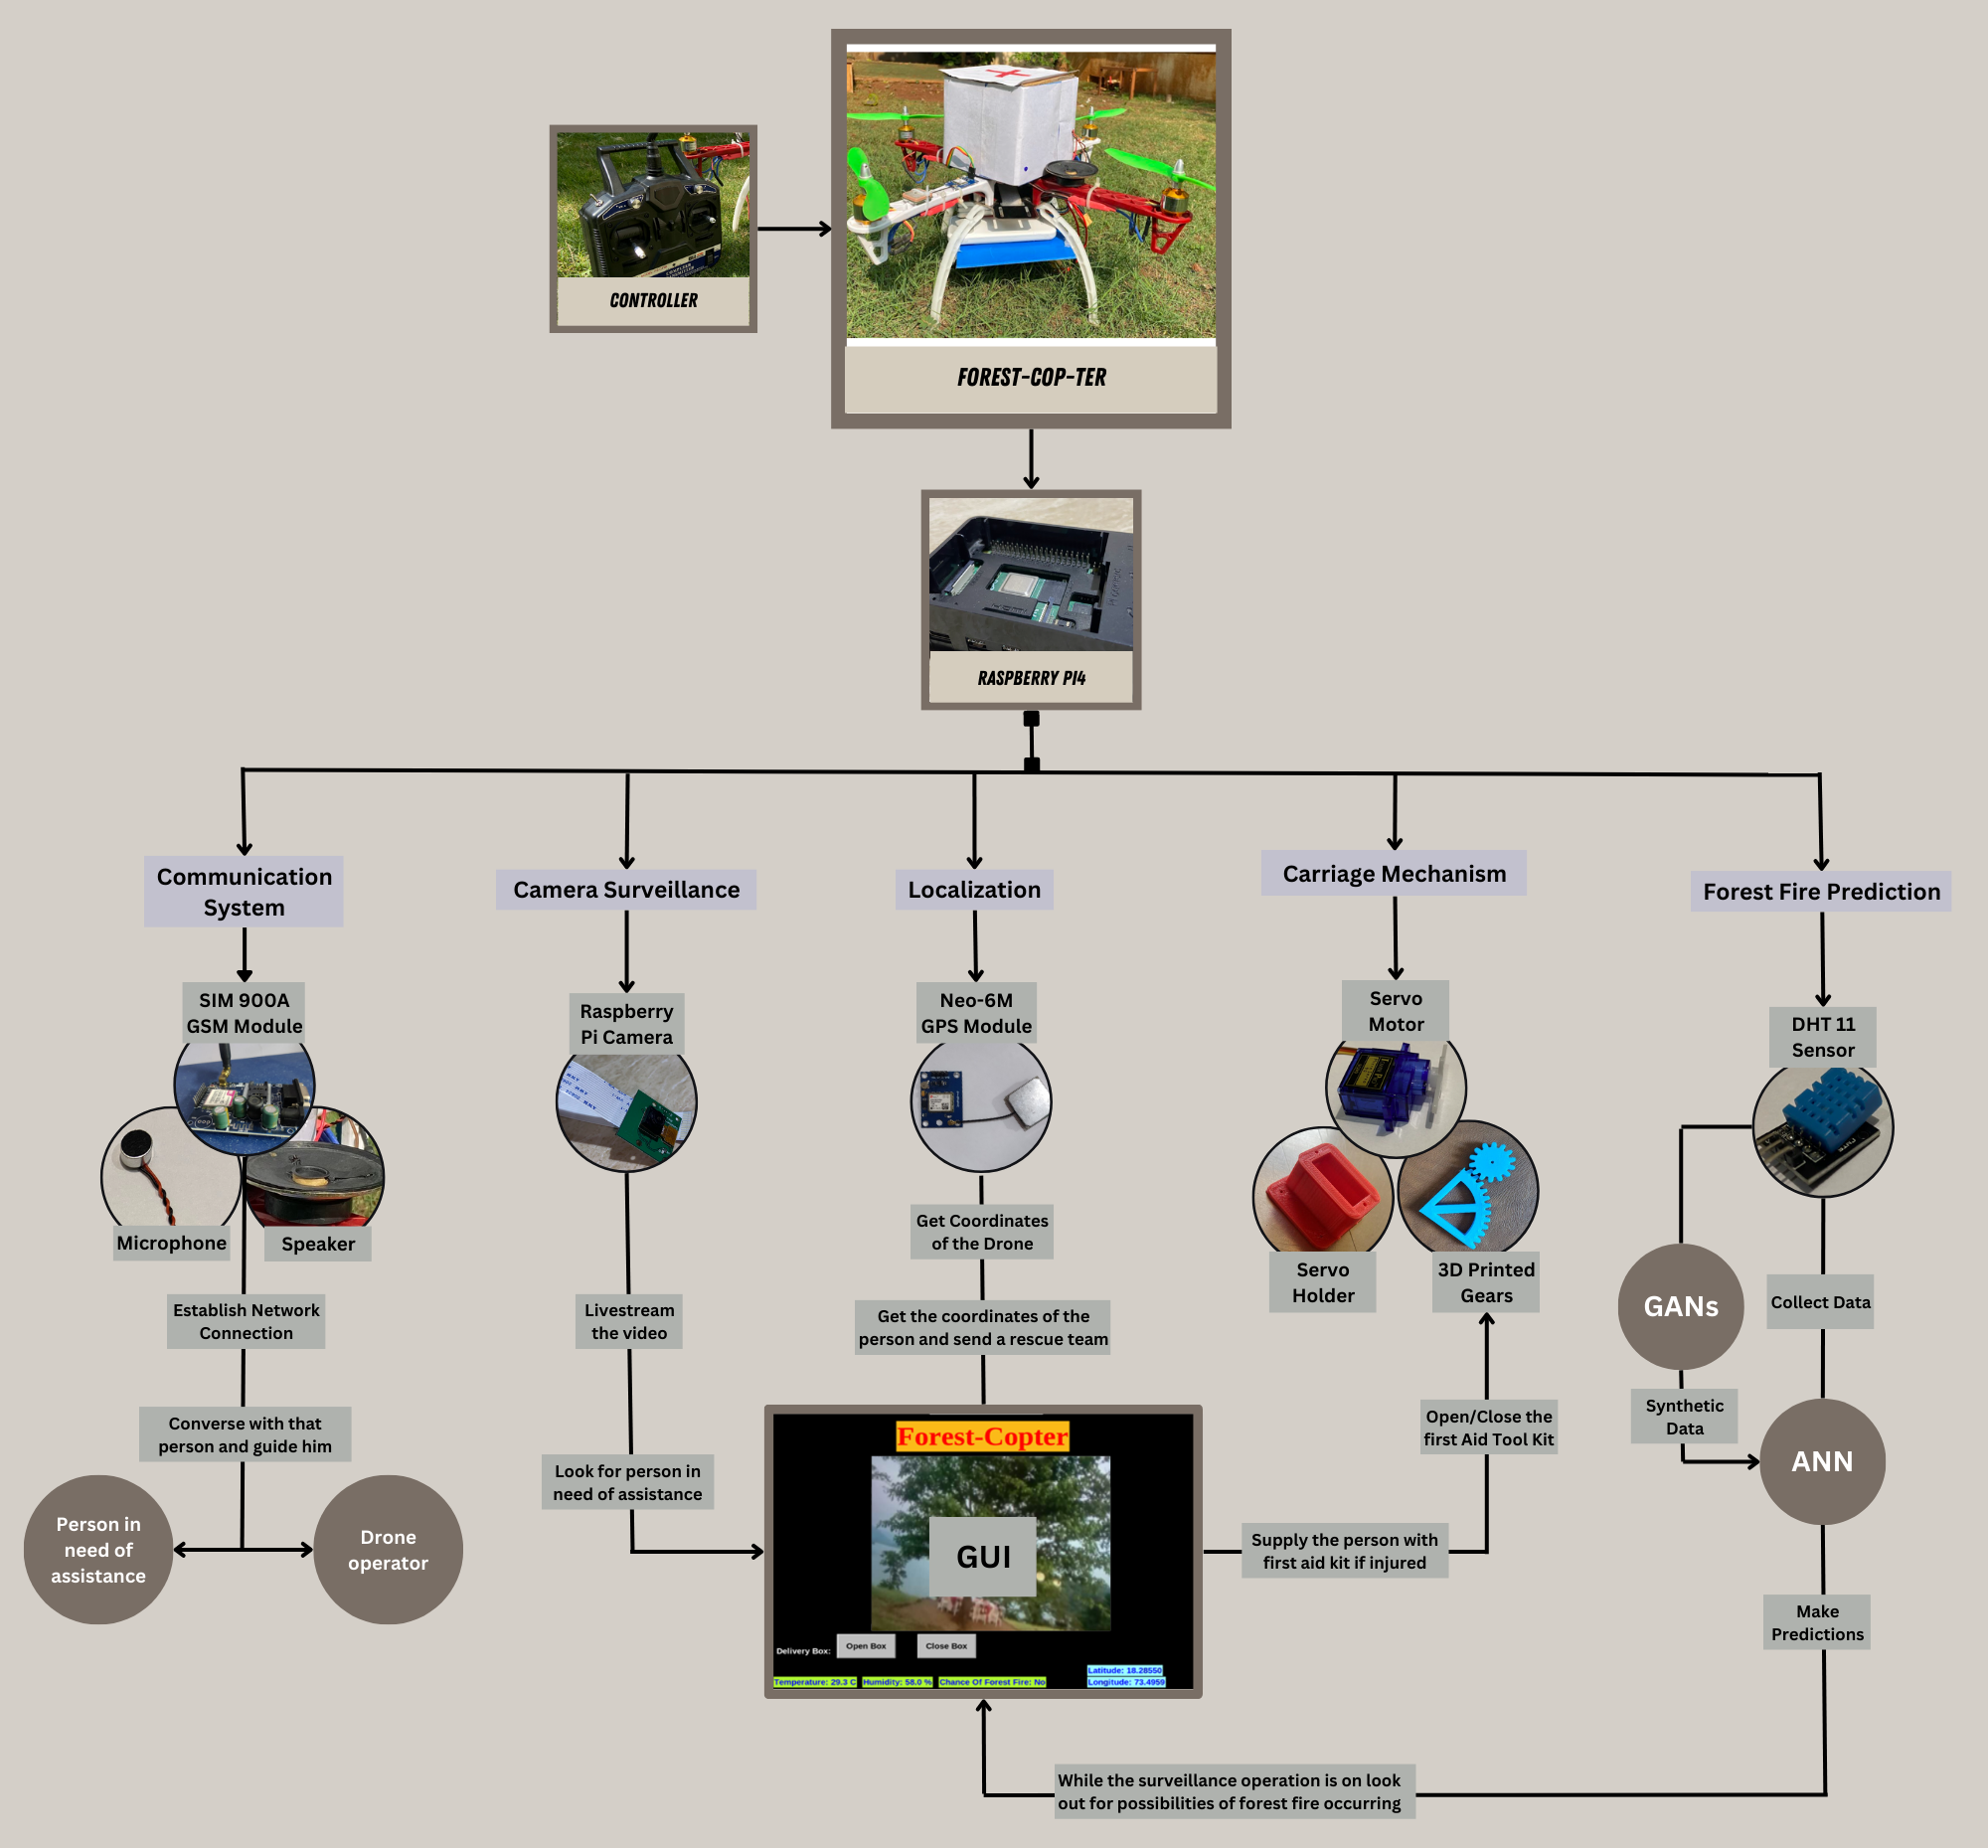 CONTROLLER
FOREST-COP-TER
RASPBERRY PI4
Communication
System
Camera Surveillance
Localization
Carriage Mechanism
Forest Fire Prediction
SIM 900A
GSM Module
Microphone
Speaker
Establish Network
Connection
Converse with that
person and guide him
Person in
need of
assistance
Drone
operator
Raspberry
Pi Camera
Livestream
the video
Look for person in
need of assistance
Neo-6M
GPS Module
Get Coordinates
of the Drone
Get the coordinates of the
person and send a rescue team
Forest-Copter
GUI
Delivery Box:
Open Box
Close Box
Latitude: 18.28550
Temperature: 29.3 C
Humidity: 58.0 %
Chance Of Forest Fire: No
Longitude: 73.4959
Servo
Motor
Servo
Holder
3D Printed
Gears
Open/Close the
first Aid Tool Kit
Supply the person with
first aid kit if injured
DHT 11
Sensor
GANs
Collect Data
Synthetic
Data
ANN
Make
Predictions
While the surveillance operation is on look
out for possibilities of forest fire occurring